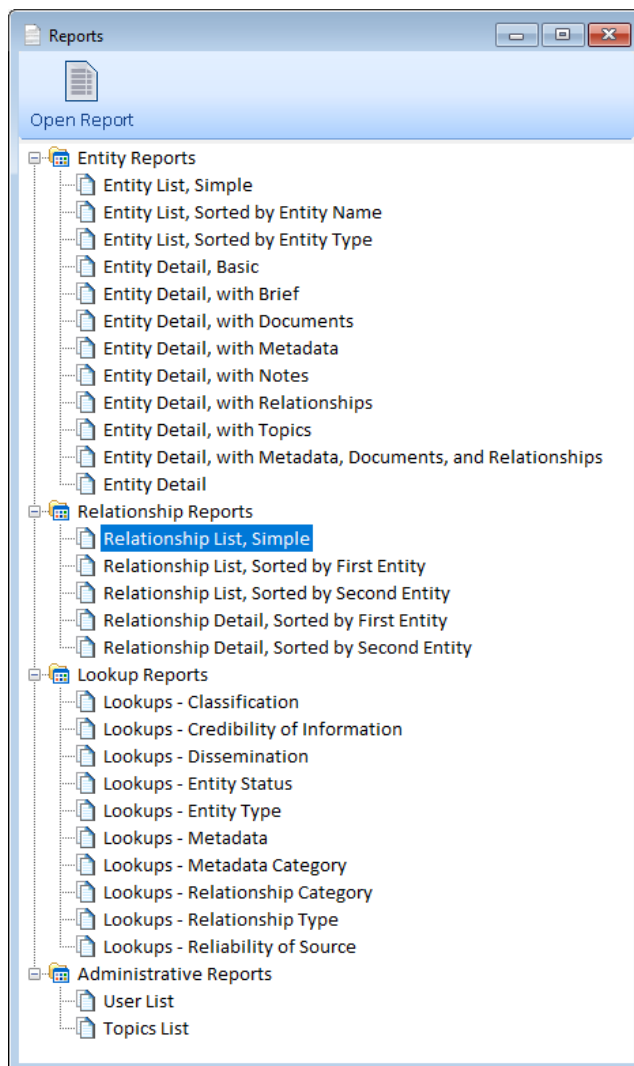 Reports
Open Report
Entity Reports
Entity List, Simple
Entity List, Sorted by Entity Name
Entity List, Sorted by Entity Type
Entity Detail, Basic
Entity Detail, with Brief
Entity Detail, with Documents
Entity Detail, with Metadata
Entity Detail, with Notes
Entity Detail, with Relationships
Entity Detail, with Topics
Entity Detail, with Metadata, Documents, and Relationships
Entity Detail
Relationship Reports
Relationship List, Simple
Relationship List, Sorted by First Entity
Relationship List, Sorted by Second Entity
Relationship Detail, Sorted by First Entity
Relationship Detail, Sorted by Second Entity
Lookup Reports
Lookups - Classification
Lookups - Credibility of Information
Lookups - Dissemination
Lookups - Entity Status
Lookups - Entity Type
Lookups - Metadata
Lookups - Metadata Category
Lookups - Relationship Category
Lookups - Relationship Type
Lookups - Reliability of Source
Administrative Reports
User List
Topics List